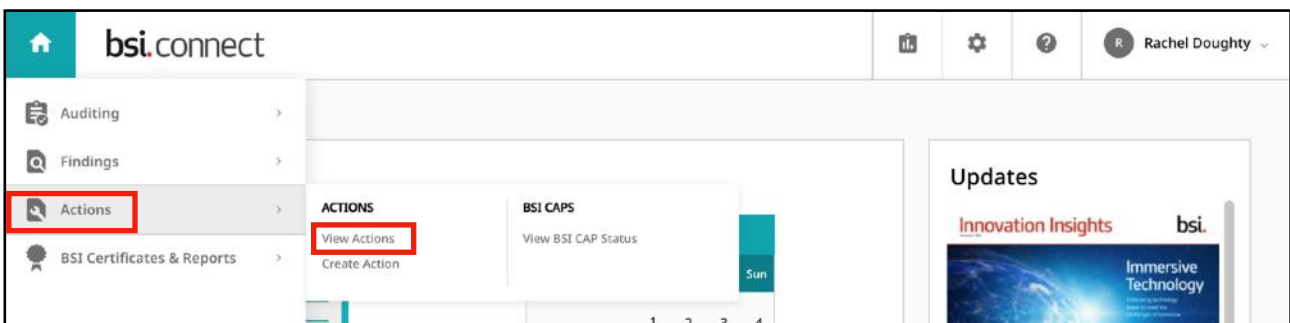 bsi.connect
R Rachel Doughty
Auditing
Findings
Actions
BSI Certificates & Reports
ACTIONS
View Actions
Create Action
BSI CAPS
View BSI CAP Status
Sun
1 2 3 4
Updates
Innovation Insights
bsi.
Immersive
Technology